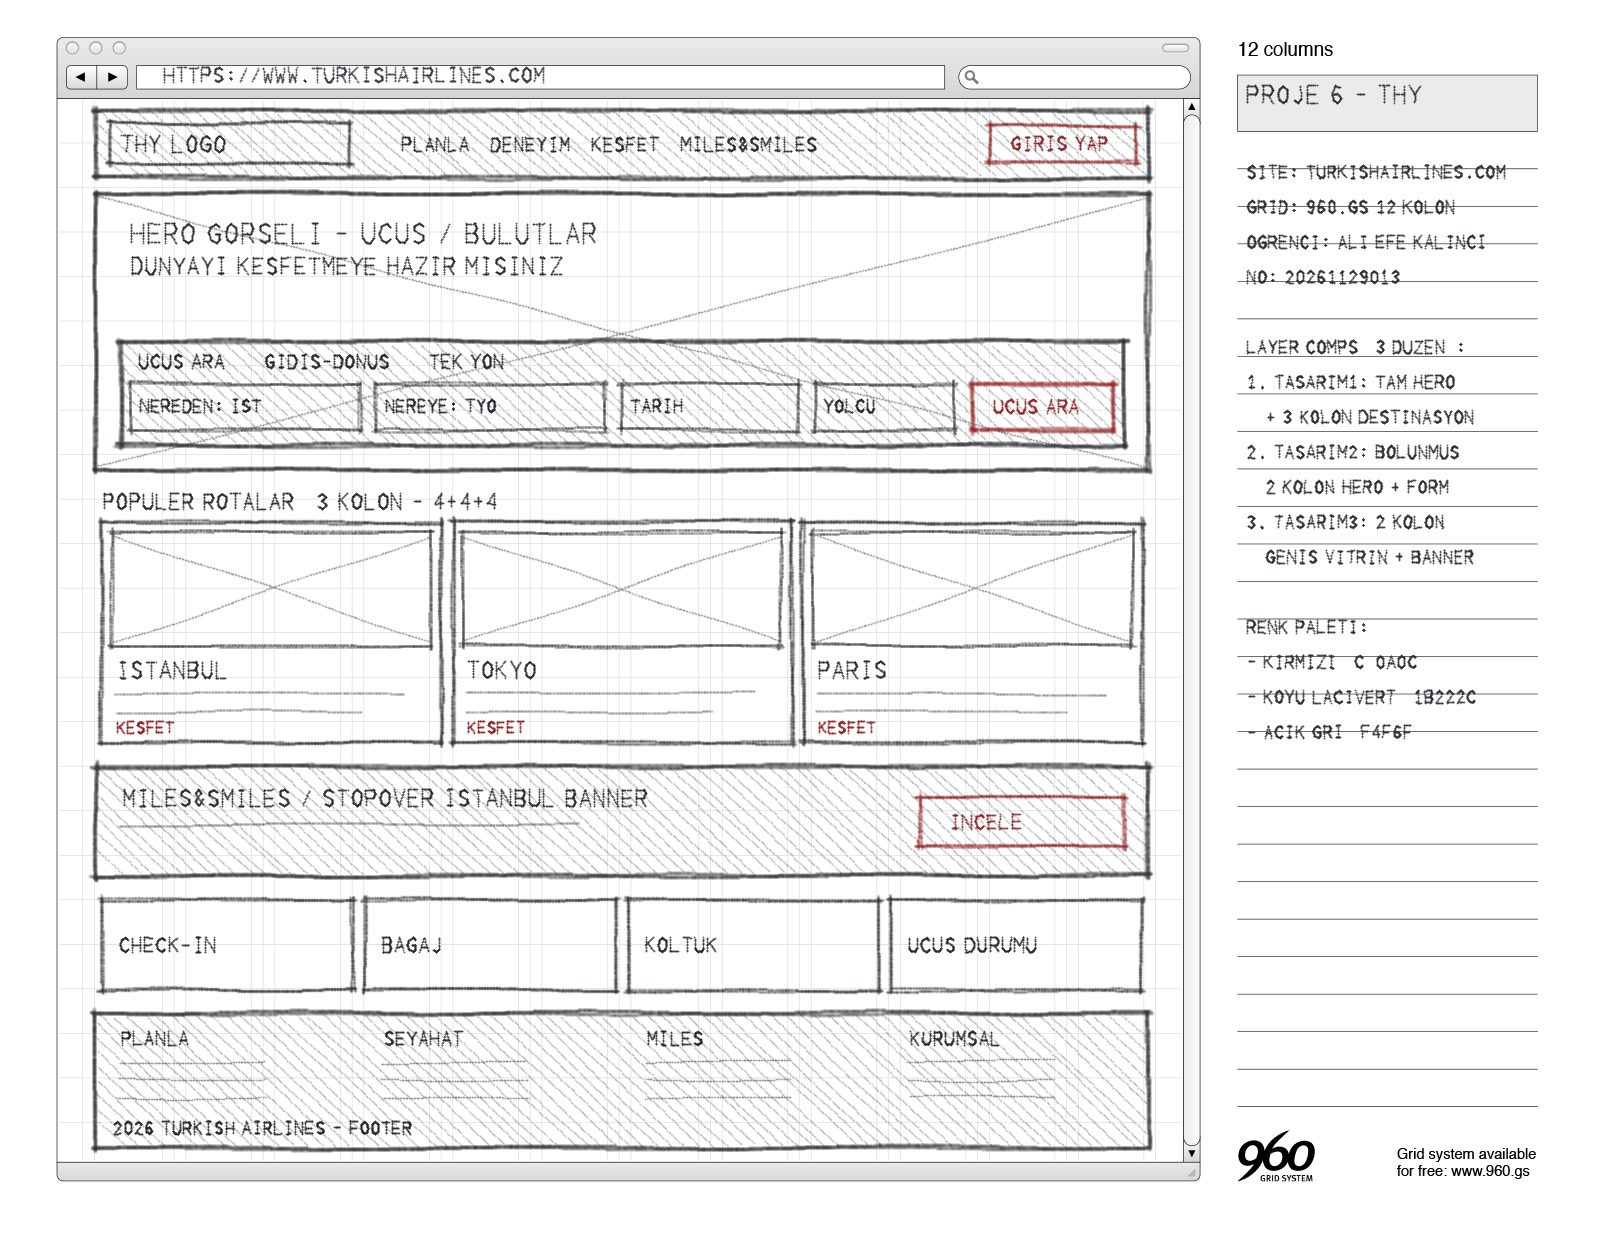 12 columns
HTTPS://WWW.TURKISHAIRLINES.COM
PROJE 6 - THY
THY LOGO
PLANLA DENEYIM KESFET MILES&SMILES
GIRIS YAP
HERO GORSELI - UCUS / BULUTLAR
DUNYAYI KESFETMEYE HAZIR MISINIZ
UCUS ARA GIDIS-DONUS TEK YON
NEREDEN: IST
NEREYE: TYO
TARIH
YOLCU
UCUS ARA
POPULER ROTALAR 3 KOLON - 4+4+4
ISTANBUL
KESFET
TOKYO
KESFET
PARIS
KESFET
MILES&SMILES / STOPOVER ISTANBUL BANNER
INCELE
CHECK-IN
BAGAJ
KOLTUK
UCUS DURUMU
PLANLA
SEYAHAT
MILES
KURUMSAL
2026 TURKISH AIRLINES - FOOTER
SITE: TURKISHAIRLINES.COM
GRID: 960.GS 12 KOLON
OGRENCI: ALI EFE KALINCI
NO: 20261129013
LAYER COMPS 3 DUZEN :
1. TASARIM1: TAM HERO
+ 3 KOLON DESTINASYON
2. TASARIM2: BOLUNMUS
2 KOLON HERO + FORM
3. TASARIM3: 2 KOLON
GENIS VITRIN + BANNER
RENK PALETI:
- KIRMIZI C 0A0C
- KOYU LACIVERT 1B222C
- ACIK GRI F4F6F
960
GRID SYSTEM
Grid system available
for free: www.960.gs